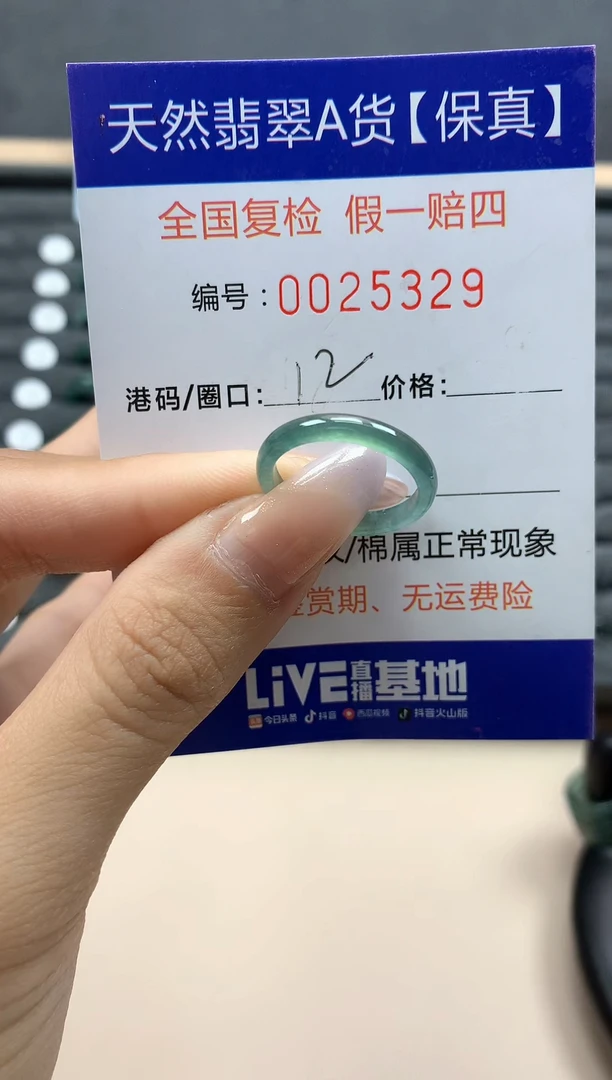 天然翡翠A货【保真】
全国复检 假一赔四
编号：0025329
港码/圈口： 12 价格：
/棉属正常现象
赏期、无运费险
LiVE直播基地
今日头条 抖音 西瓜视频 抖音火山版